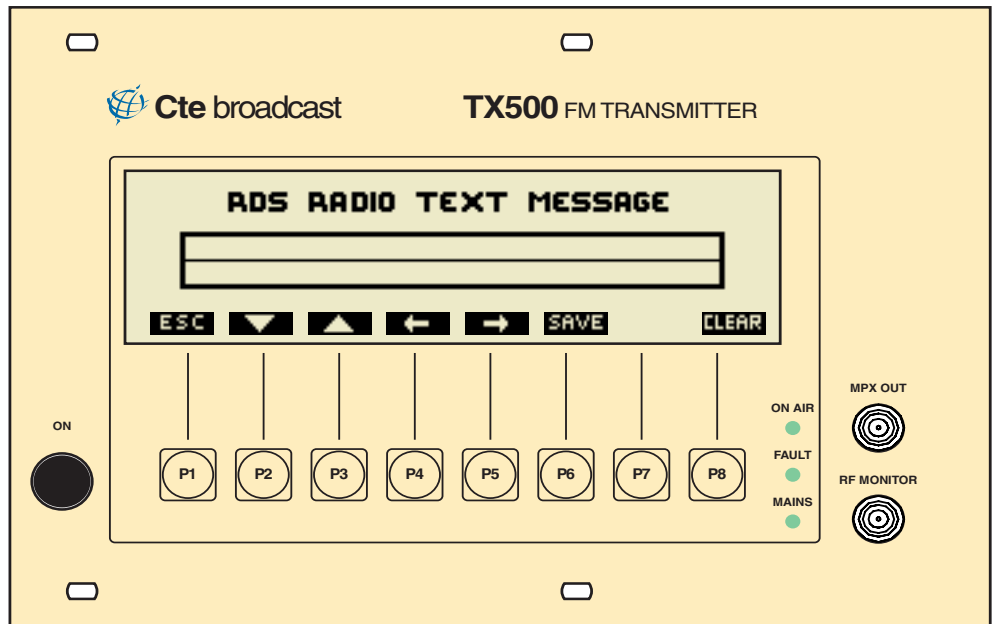 Cte broadcast
TX500 FM TRANSMITTER
RDS RADIO TEXT MESSAGE
ESC SAVE CLEAR
ON
P1 P2 P3 P4 P5 P6 P7 P8
ON AIR
FAULT
MAINS
MPX OUT
RF MONITOR